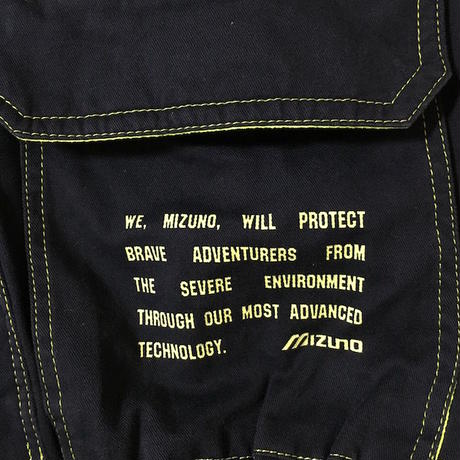 WE, MIZUNO, WILL PROTECT
BRAVE ADVENTURERS FROM
THE SEVERE ENVIRONMENT
THROUGH OUR MOST ADVANCED
TECHNOLOGY. MIZUNO